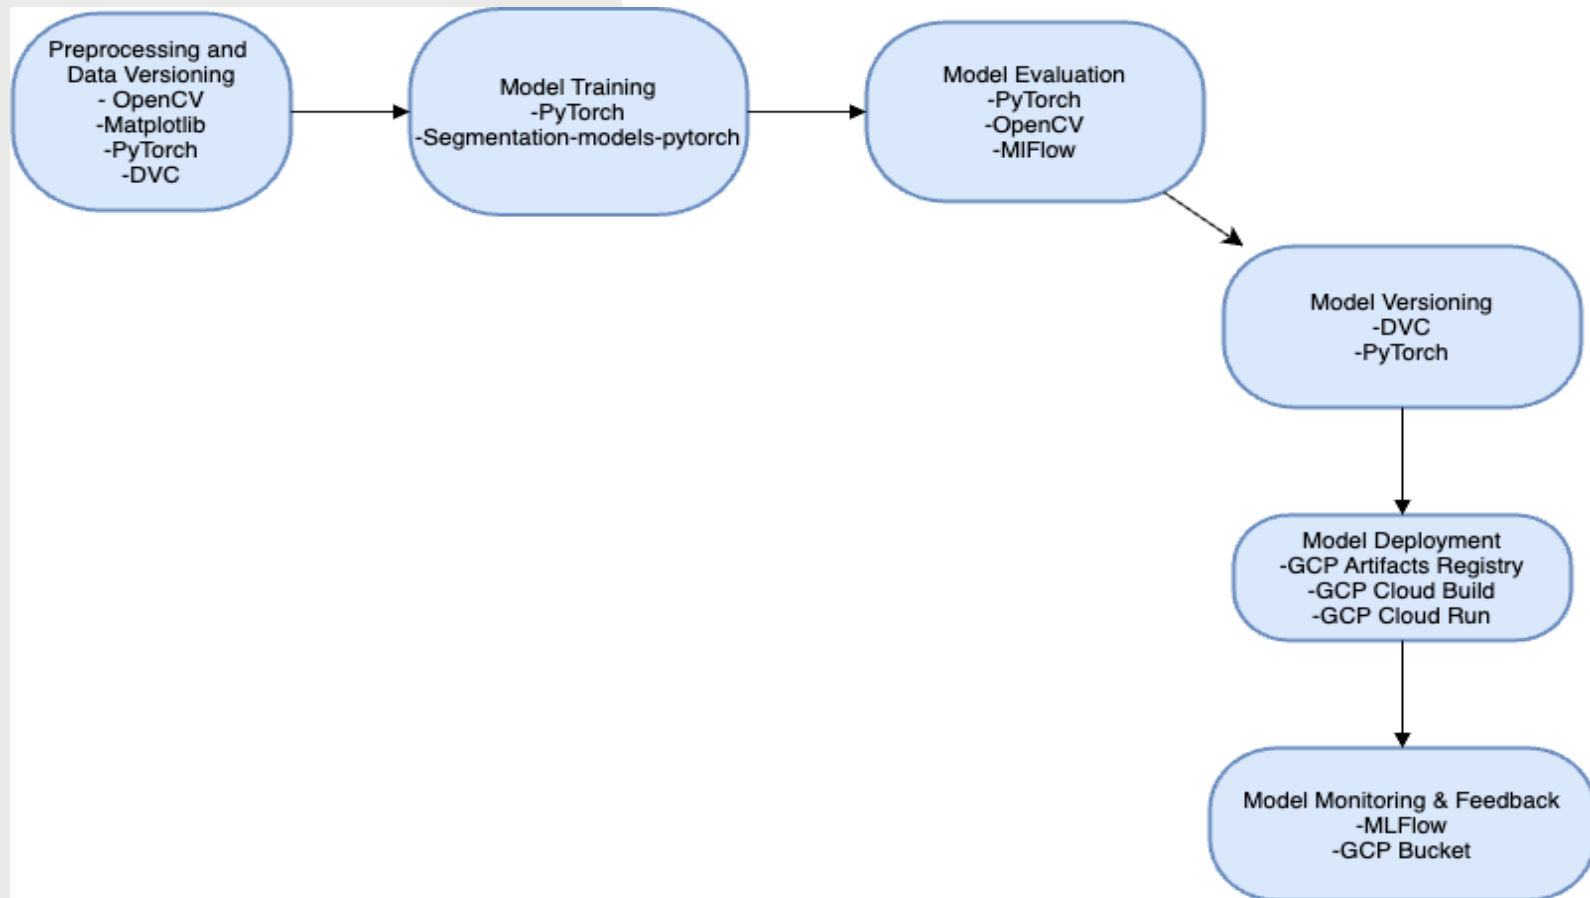 Preprocessing and
Data Versioning
- OpenCV
-Matplotlib
-PyTorch
-DVC
Model Training
-PyTorch
-Segmentation-models-pytorch
Model Evaluation
-PyTorch
-OpenCV
-MlFlow
Model Versioning
-DVC
-PyTorch
Model Deployment
-GCP Artifacts Registry
-GCP Cloud Build
-GCP Cloud Run
Model Monitoring & Feedback
-MLFlow
-GCP Bucket